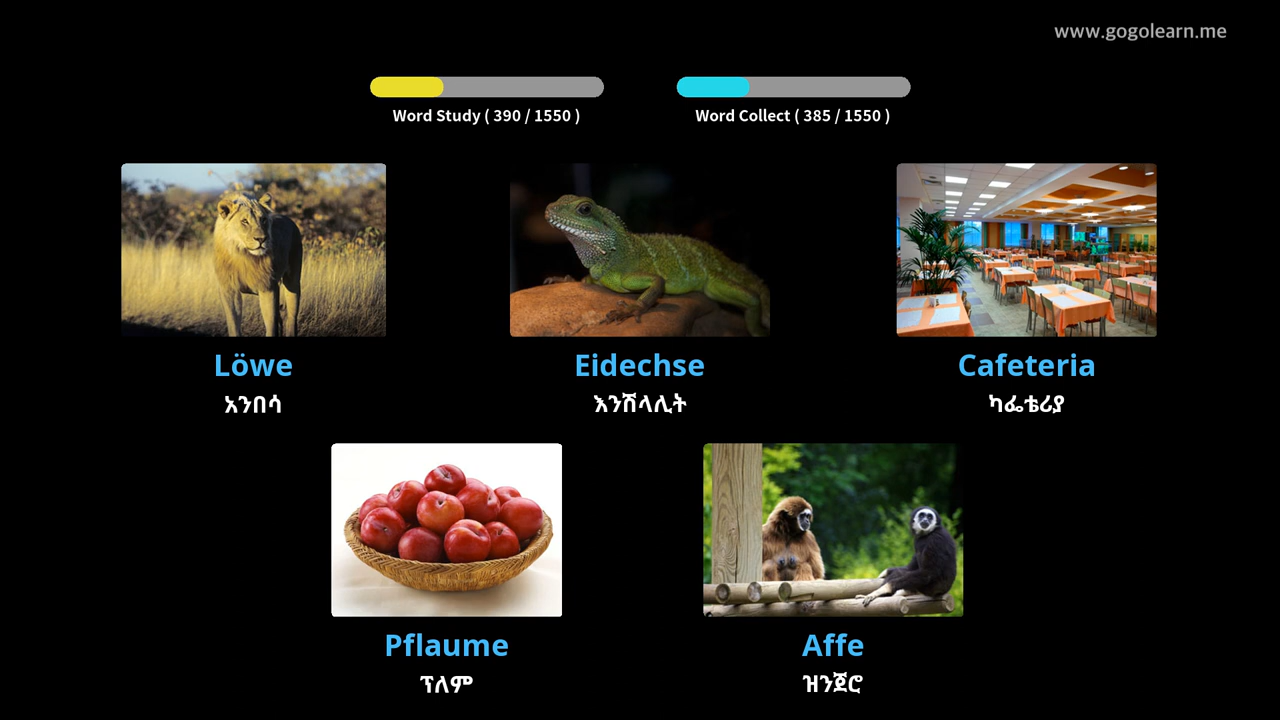 www.gogolearn.me
Word Study ( 390 / 1550 )
Word Collect ( 385 / 1550 )
Löwe
አንበሳ
Eidechse
እንሽላሊት
Cafeteria
ካፌቴሪያ
Pflaume
ፕለም
Affe
ዝንጀሮ